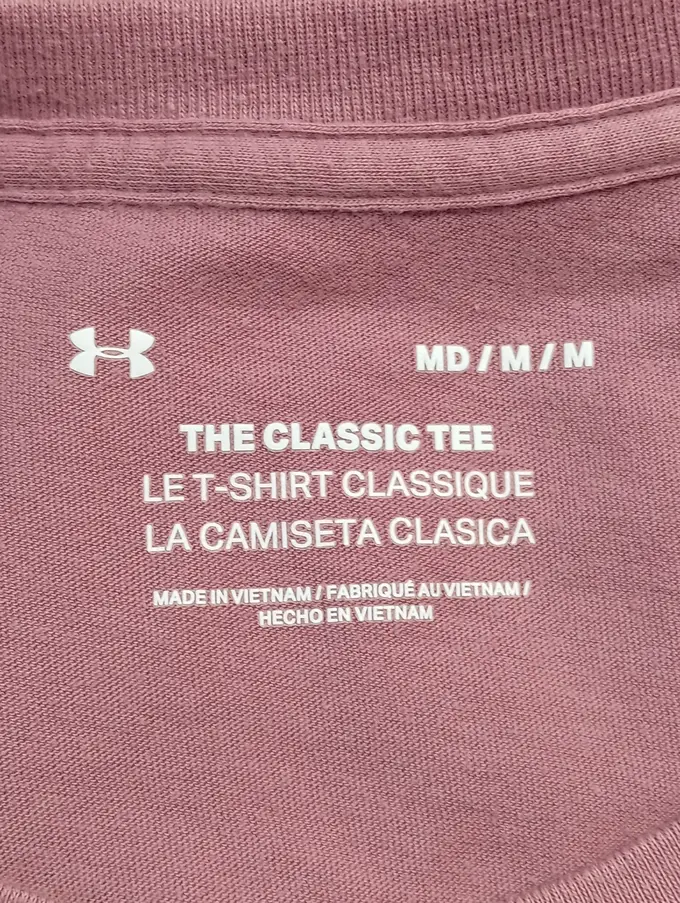 MD / M / M
THE CLASSIC TEE
LE T-SHIRT CLASSIQUE
LA CAMISETA CLASICA
MADE IN VIETNAM / FABRIQUÉ AU VIETNAM /
HECHO EN VIETNAM